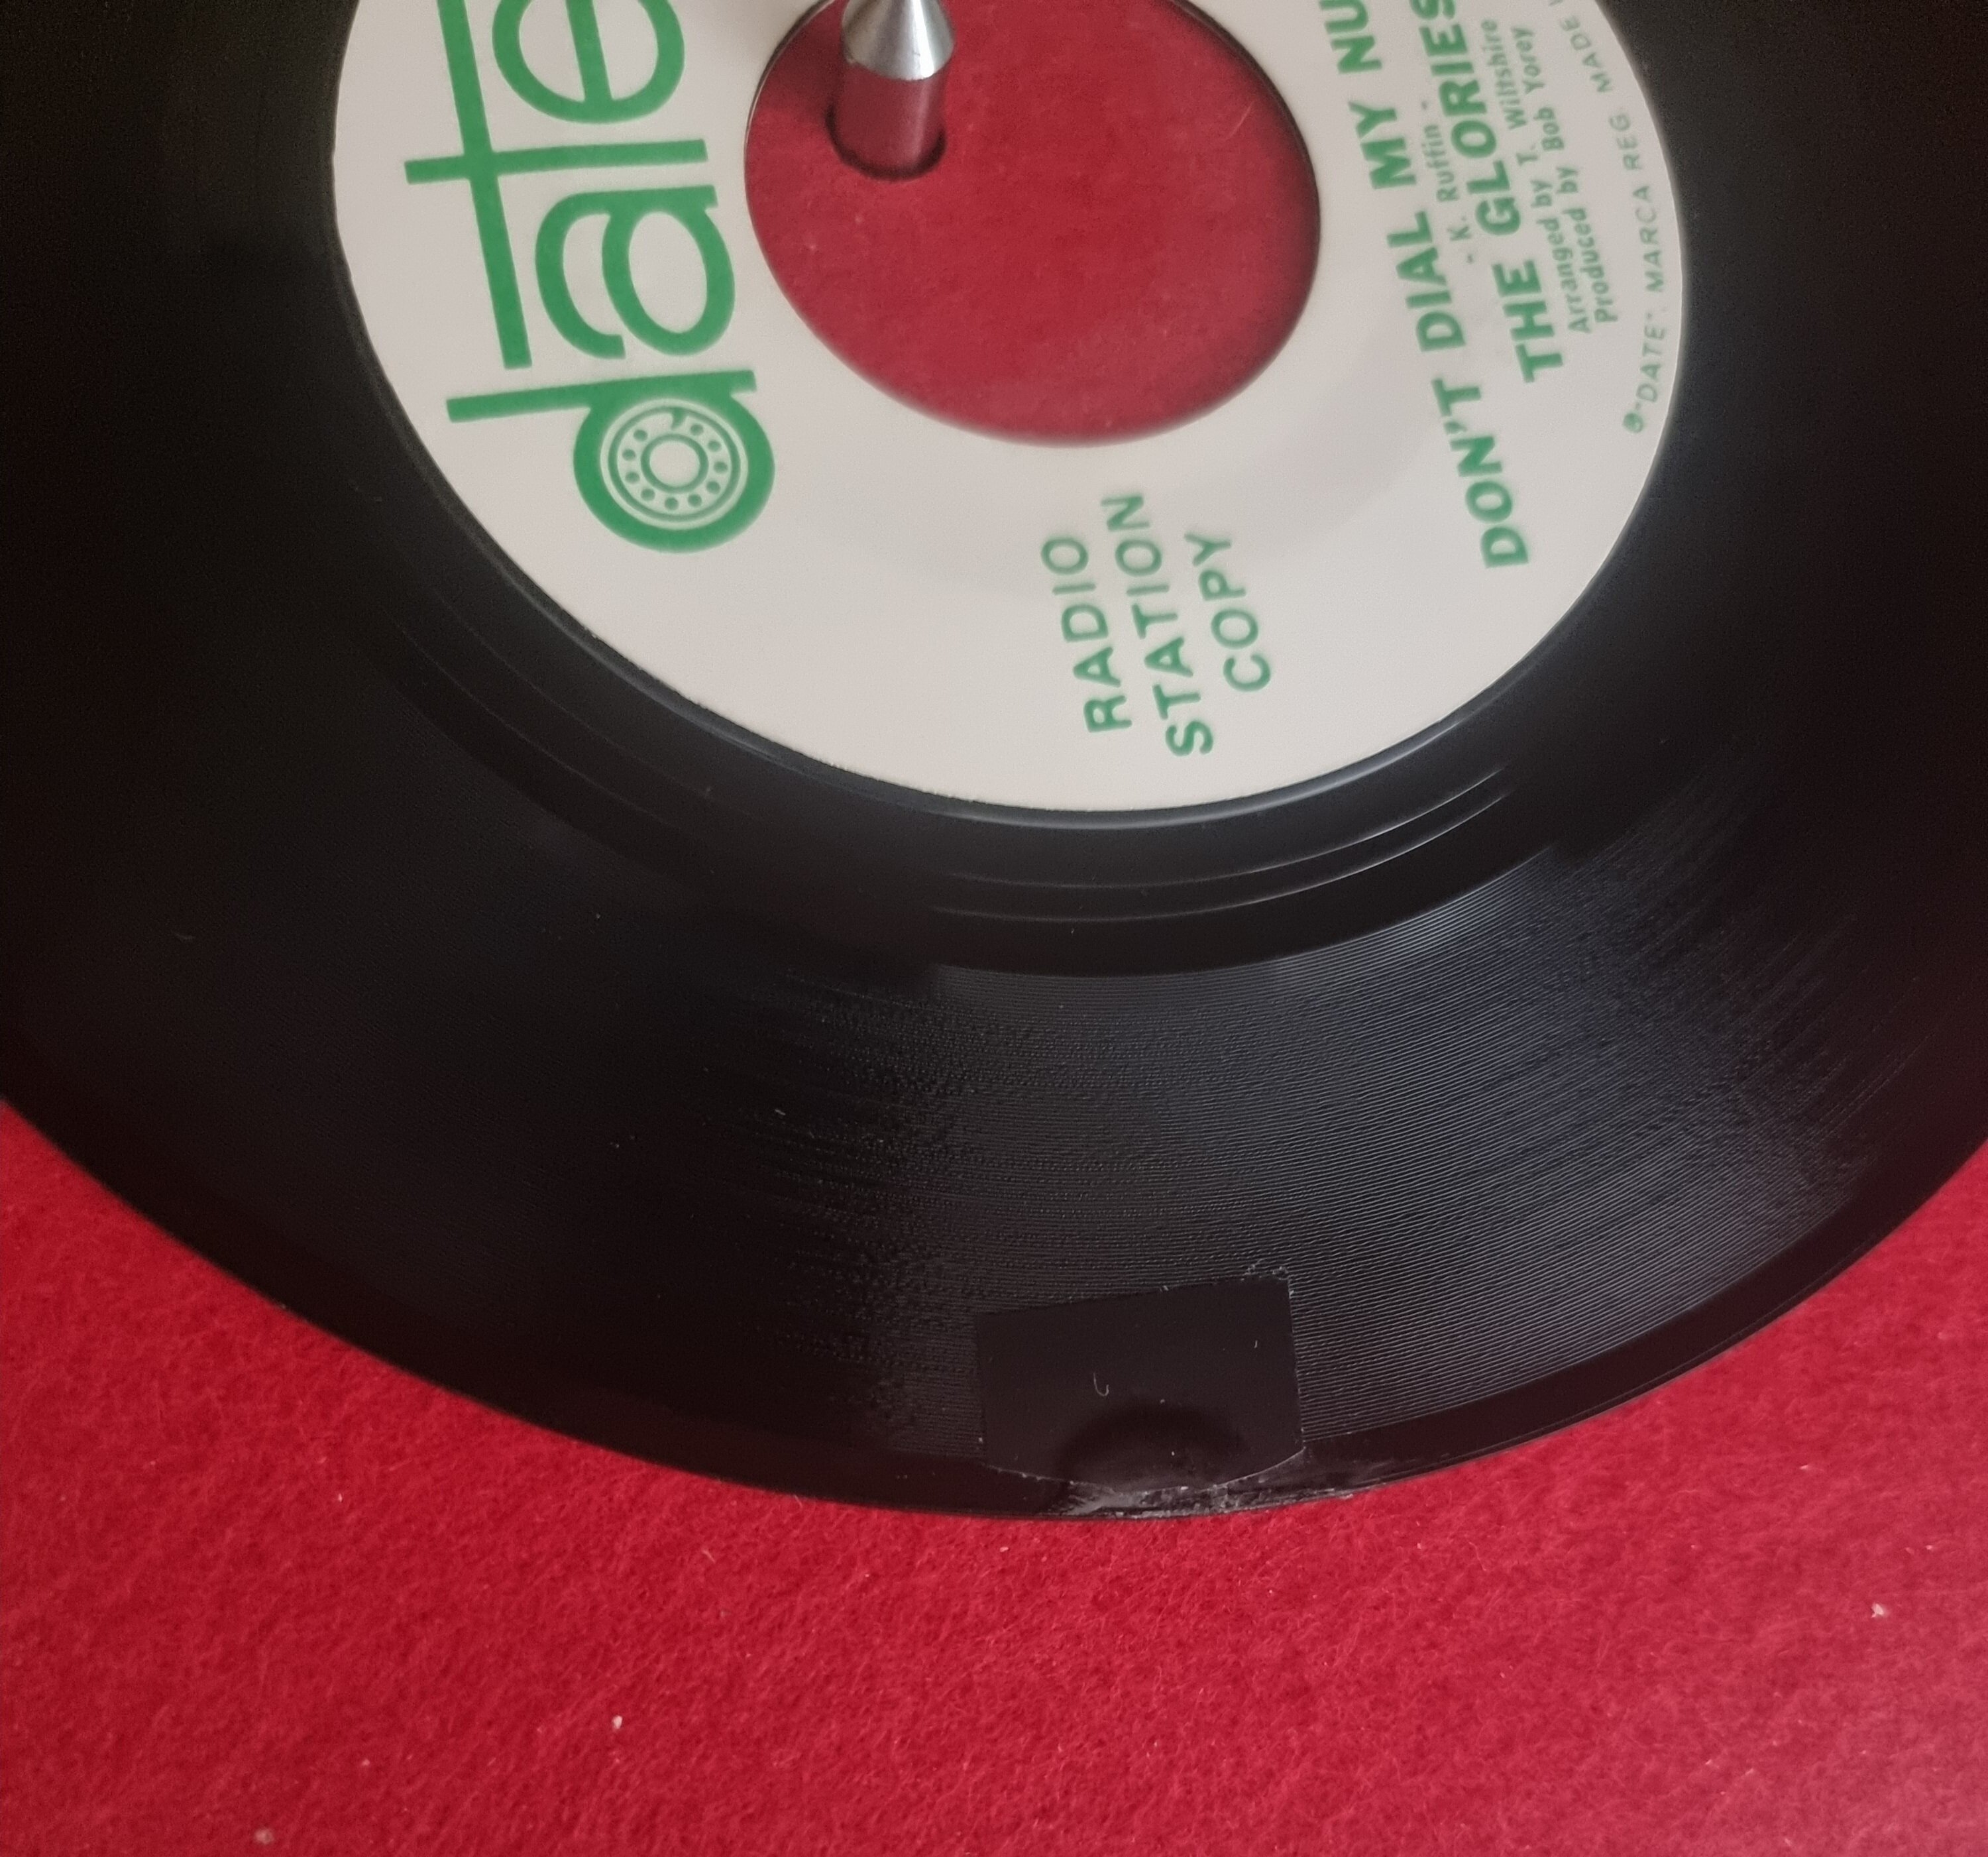 date
RADIO
STATION
COPY
DON'T DIAL MY
- K. Ruffin -
THE GLORIES
Arranged by T. Wiltshire
Produced by Bob Yorey
"DATE". MARCA REG. MADE